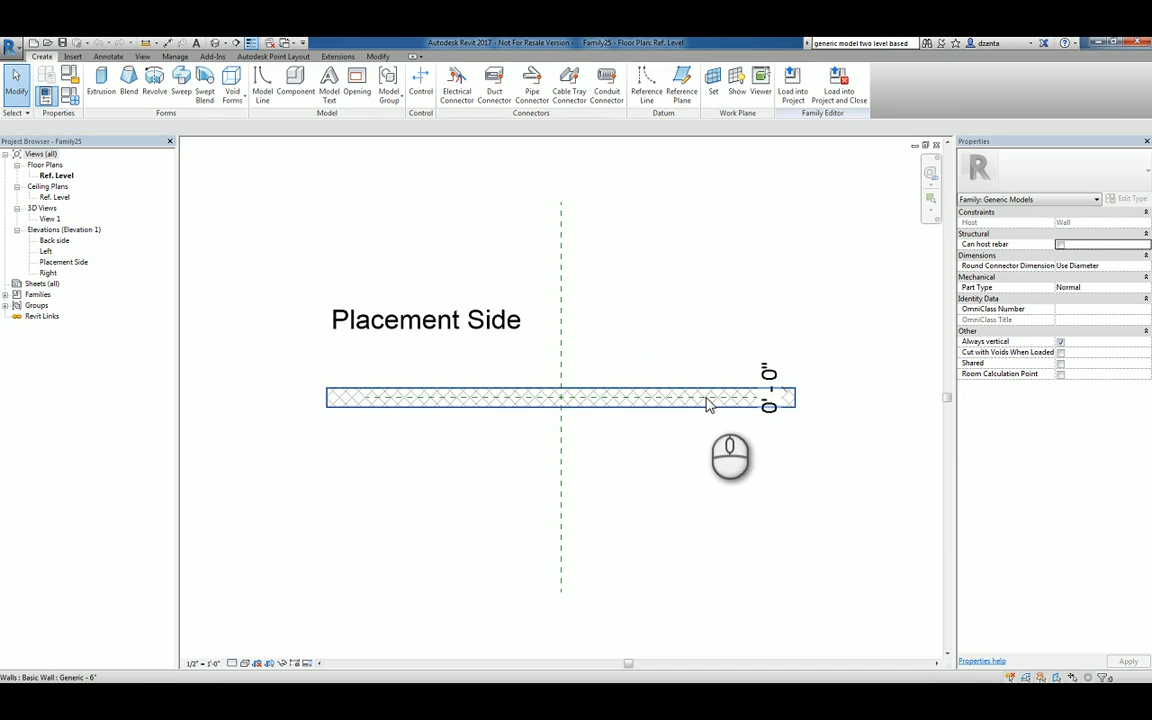 Autodesk Revit 2017 - Not For Resale Version - Family25 - Floor Plan: Ref. Level
generic model two level based
dzanta
Create Insert Annotate Manage View Add-Ins Autodesk Point Layout Extensions Modify
Modify
Extrusion Blend Revolve Sweep Swept Blend Void Forms
Model Line Component Model Text Opening Model Group
Control
Electrical Connector Duct Connector Pipe Connector Cable Tray Connector Conduit Connector
Reference Line Reference Plane
Set Show Viewer
Load into Project Load into Project and Close
Select Properties Forms Model Control Connectors Datum Work Plane Family Editor
Project Browser - Family25
Views (all)
Floor Plans
Ref. Level
Ceiling Plans
Ref. Level
3D Views
View 1
Elevations (Elevation 1)
Back side
Left
Placement Side
Right
Sheets (all)
Families
Groups
Revit Links
Placement Side
0' - 0"
Properties
R
Family: Generic Models
Edit Type
Constraints
Host Wall
Structural
Can host rebar
Dimensions
Round Connector Dimension Use Diameter
Mechanical
Part Type Normal
Identity Data
OmniClass Number
OmniClass Title
Other
Always vertical
Cut with Voids When Loaded
Shared
Room Calculation Point
Properties help
Apply
1/2" = 1'-0"
Walls : Basic Wall : Generic - 6"